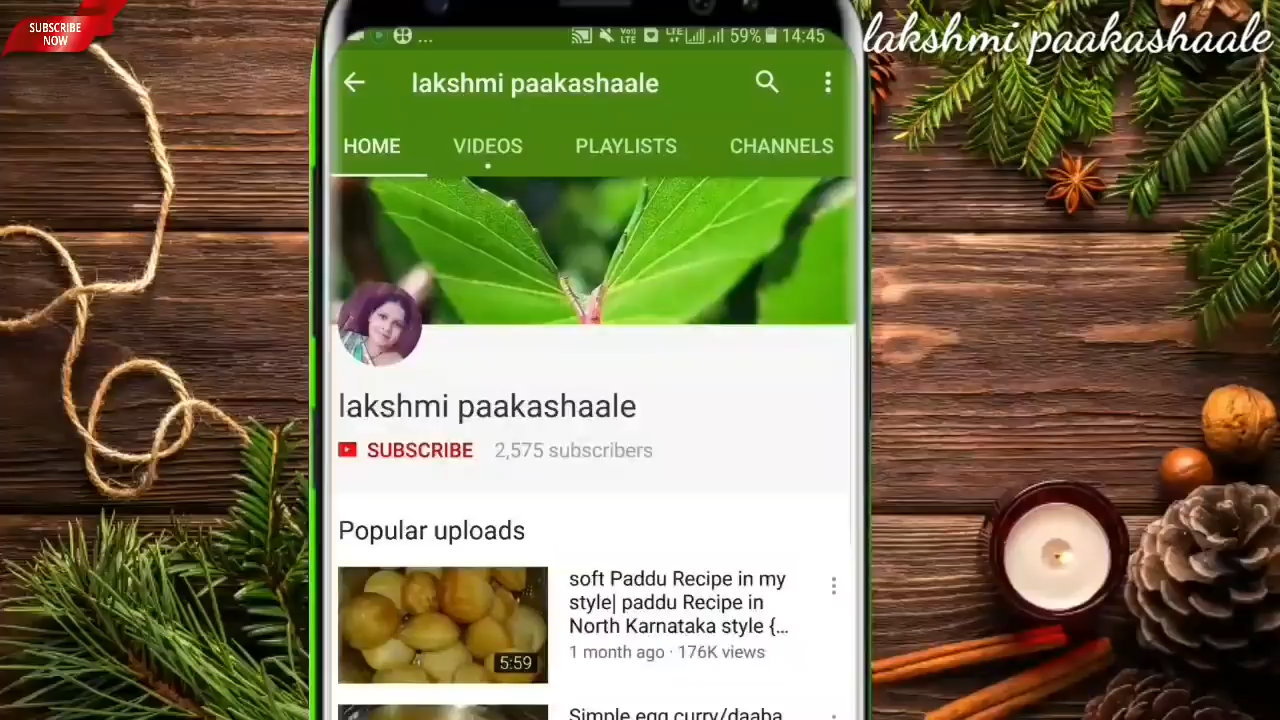 SUBSCRIBE
NOW
lakshmi paakashaale
... VoLTE LTE 59% 14:45
lakshmi paakashaale
HOME VIDEOS PLAYLISTS CHANNELS
lakshmi paakashaale
SUBSCRIBE 2,575 subscribers
Popular uploads
soft Paddu Recipe in my
style| paddu Recipe in
North Karnataka style {...
1 month ago · 176K views
5:59
Simple egg curry/daaba